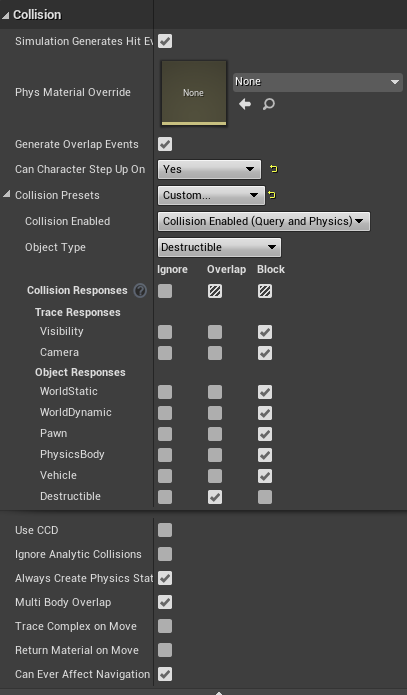 Collision
Simulation Generates Hit Ev
Phys Material Override None None
Generate Overlap Events
Can Character Step Up On Yes
Collision Presets Custom...
Collision Enabled Collision Enabled (Query and Physics)
Object Type Destructible
Ignore Overlap Block
Collision Responses ?
Trace Responses
Visibility
Camera
Object Responses
WorldStatic
WorldDynamic
Pawn
PhysicsBody
Vehicle
Destructible
Use CCD
Ignore Analytic Collisions
Always Create Physics Stat
Multi Body Overlap
Trace Complex on Move
Return Material on Move
Can Ever Affect Navigation